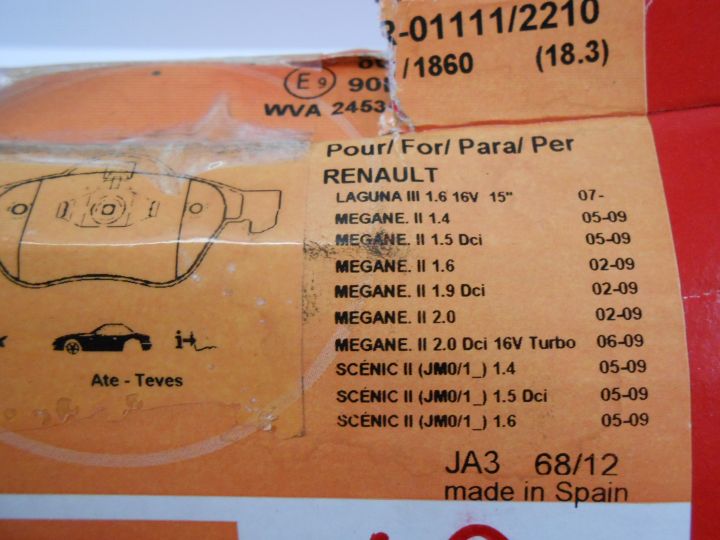 -01111/2210
/1860 (18.3)
E9
WVA 2453
Pour/ For/ Para/ Per
RENAULT
LAGUNA III 1.6 16V 15" 07-
MEGANE. II 1.4 05-09
MEGANE. II 1.5 Dci 05-09
MEGANE. II 1.6 02-09
MEGANE. II 1.9 Dci 02-09
MEGANE. II 2.0 02-09
MEGANE. II 2.0 Dci 16V Turbo 06-09
SCÉNIC II (JM0/1_) 1.4 05-09
SCÉNIC II (JM0/1_) 1.5 Dci 05-09
SCÉNIC II (JM0/1_) 1.6 05-09
Ate - Teves
JA3 68/12
made in Spain